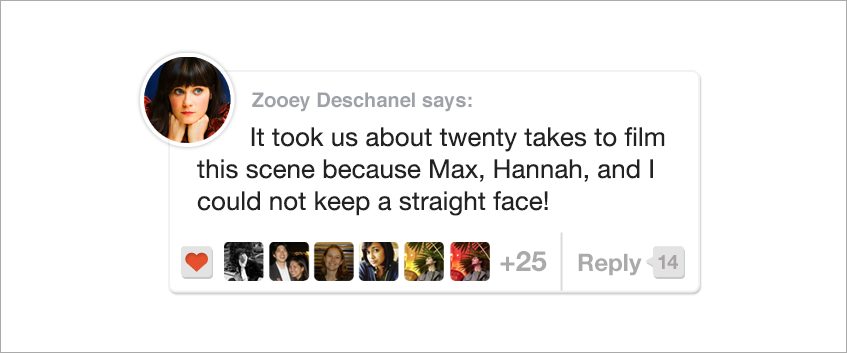 Zooey Deschanel says:
It took us about twenty takes to film
this scene because Max, Hannah, and I
could not keep a straight face!
+25 Reply 14